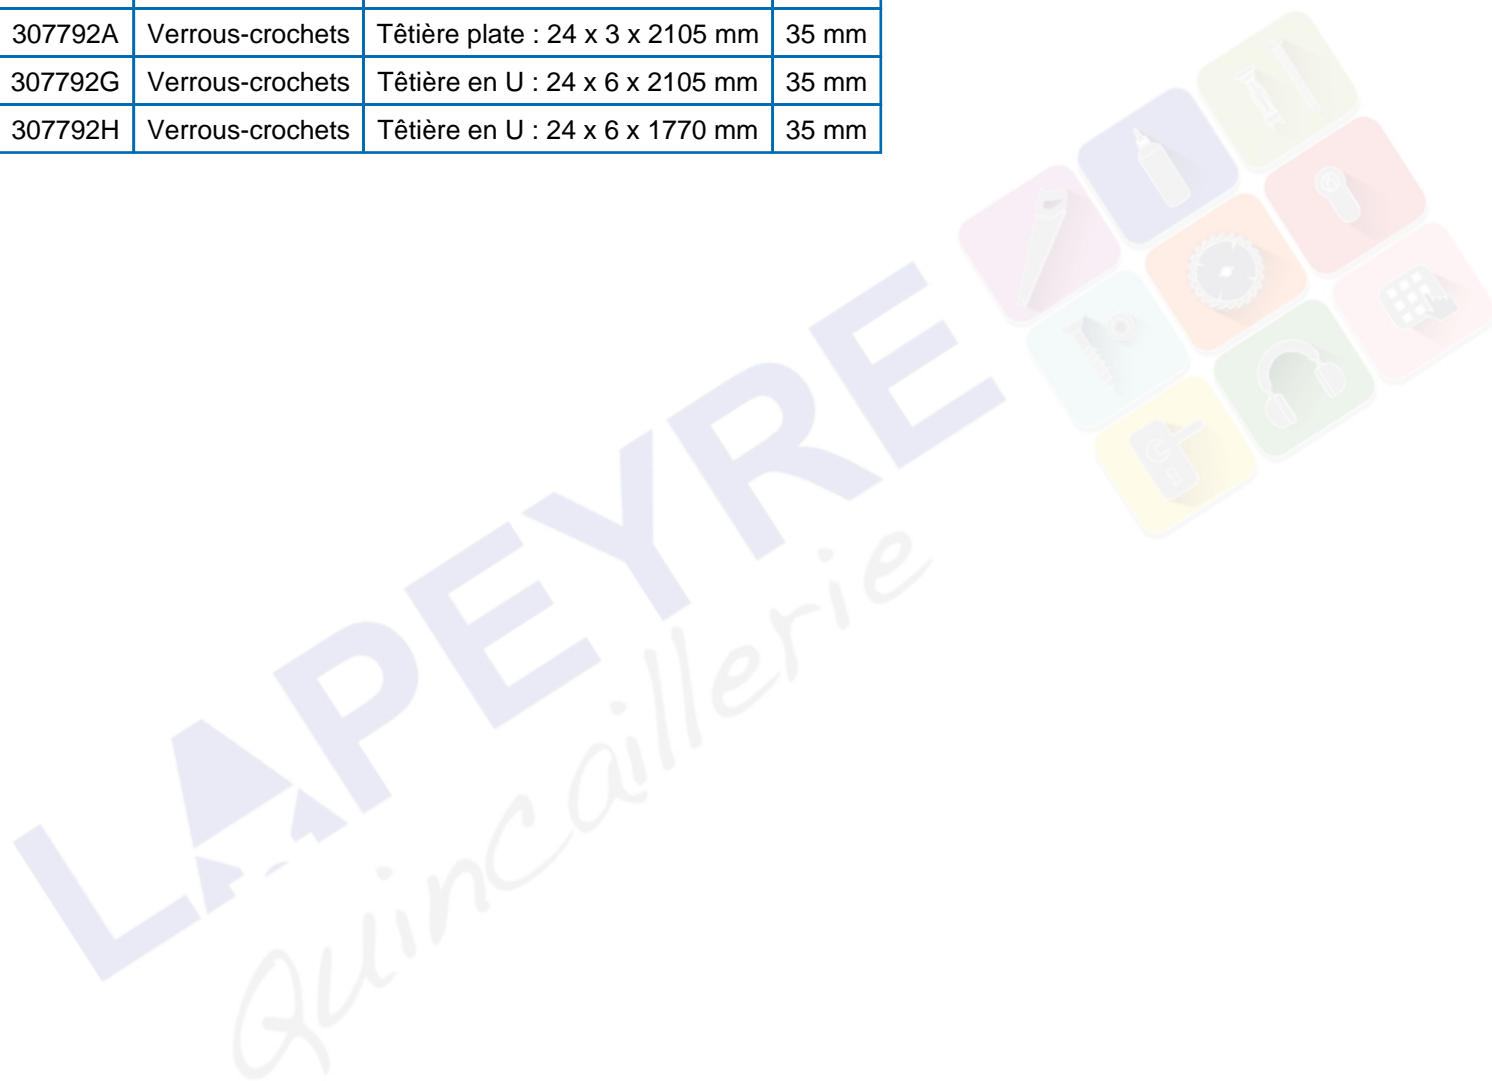 307792A Verrous-crochets Têtière plate : 24 x 3 x 2105 mm 35 mm
307792G Verrous-crochets Têtière en U : 24 x 6 x 2105 mm 35 mm
307792H Verrous-crochets Têtière en U : 24 x 6 x 1770 mm 35 mm
LAPEYRE
Quincaillerie